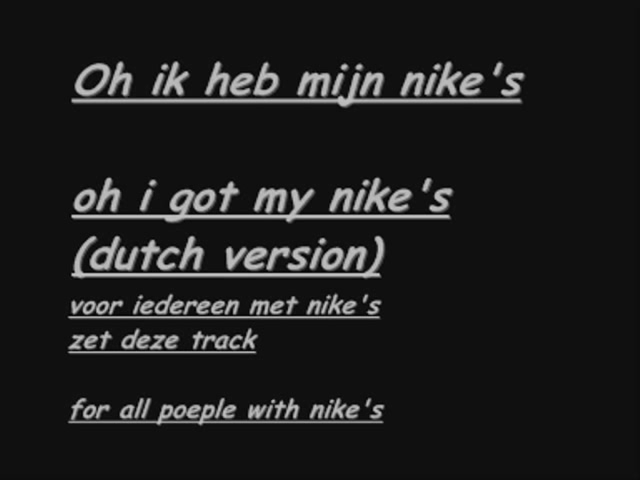 Oh ik heb mijn nike's
oh i got my nike's
(dutch version)
voor iedereen met nike's
zet deze track
for all poeple with nike's